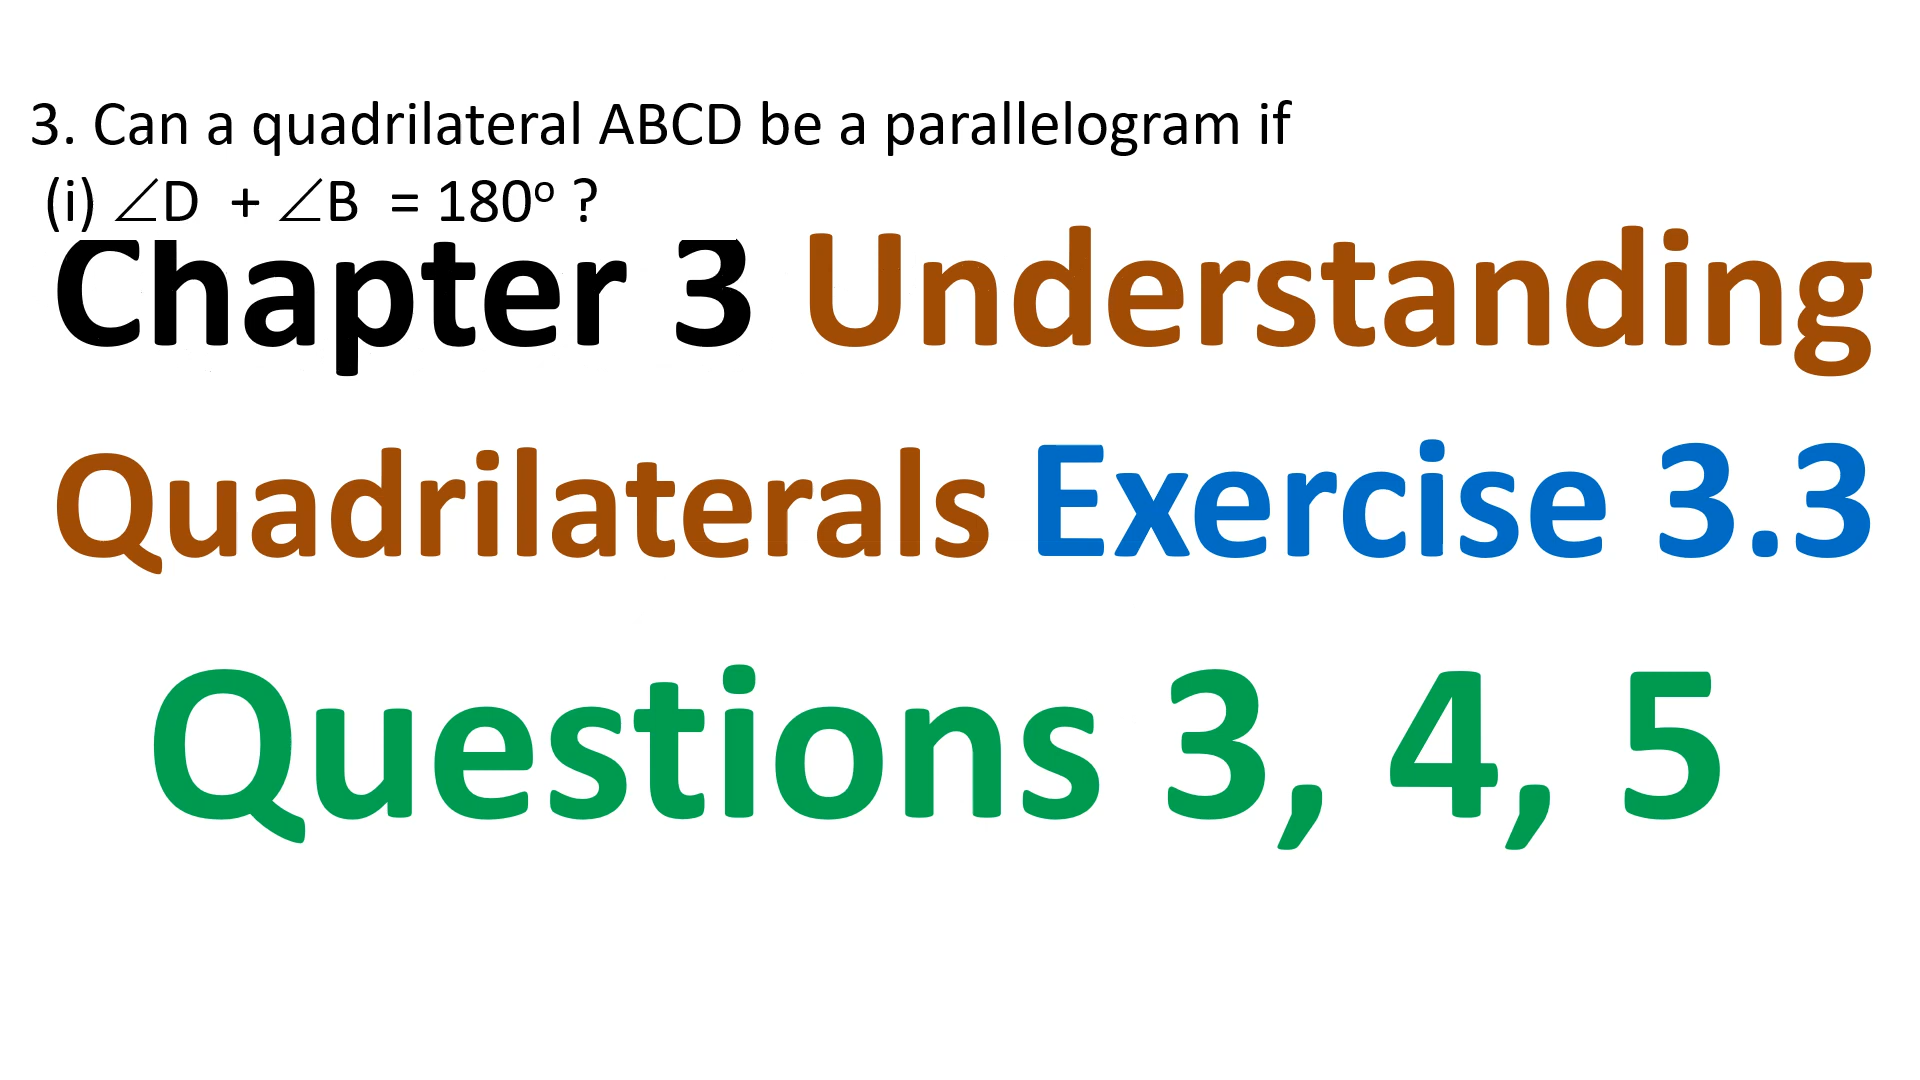 3. Can a quadrilateral ABCD be a parallelogram if
(i) ∠D + ∠B = 180º ?
Chapter 3 Understanding
Quadrilaterals Exercise 3.3
Questions 3, 4, 5